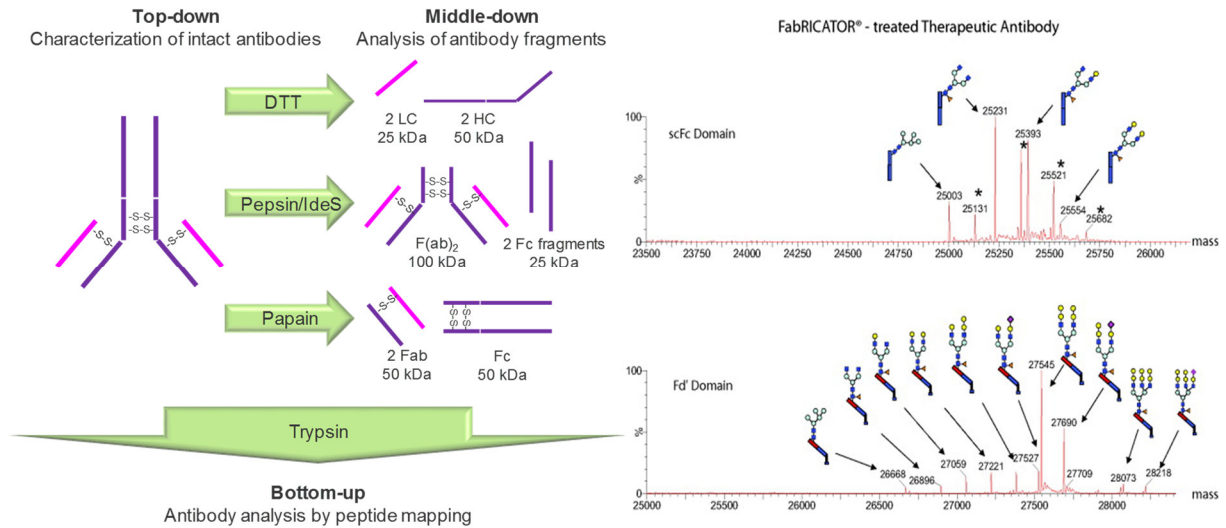 Top-down
Characterization of intact antibodies
Middle-down
Analysis of antibody fragments
DTT
2 LC
25 kDa
2 HC
50 kDa
Pepsin/IdeS
-S-S-
-S-S-
-S-S-
-S-S-
-S-S-
-S-S-
-S-S-
-S-S-
F(ab)2
100 kDa
2 Fc fragments
25 kDa
Papain
-S-S-
-S-S-
-S-S-
2 Fab
50 kDa
Fc
50 kDa
Trypsin
Bottom-up
Antibody analysis by peptide mapping
FabRICATOR® - treated Therapeutic Antibody
scFc Domain
100
%
0
25003
25131
*
25231
25393
*
25521
*
25554
25682
*
23500 24000 24500 25000 25250 25500 26000
mass
Fd' Domain
100
%
0
26668
26896
27059
27221
27527
27545
27690
27709
28073
28218
25000 25500 26000 26500 27000 27500 28000
mass